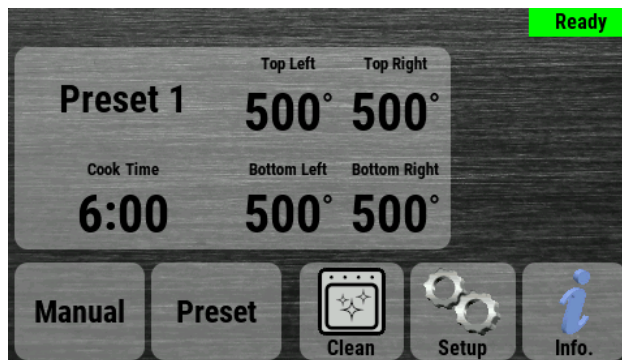 Ready
Top Left Top Right
Preset 1
500° 500°
Cook Time Bottom Left Bottom Right
6:00 500° 500°
Manual Preset
Clean Setup Info.